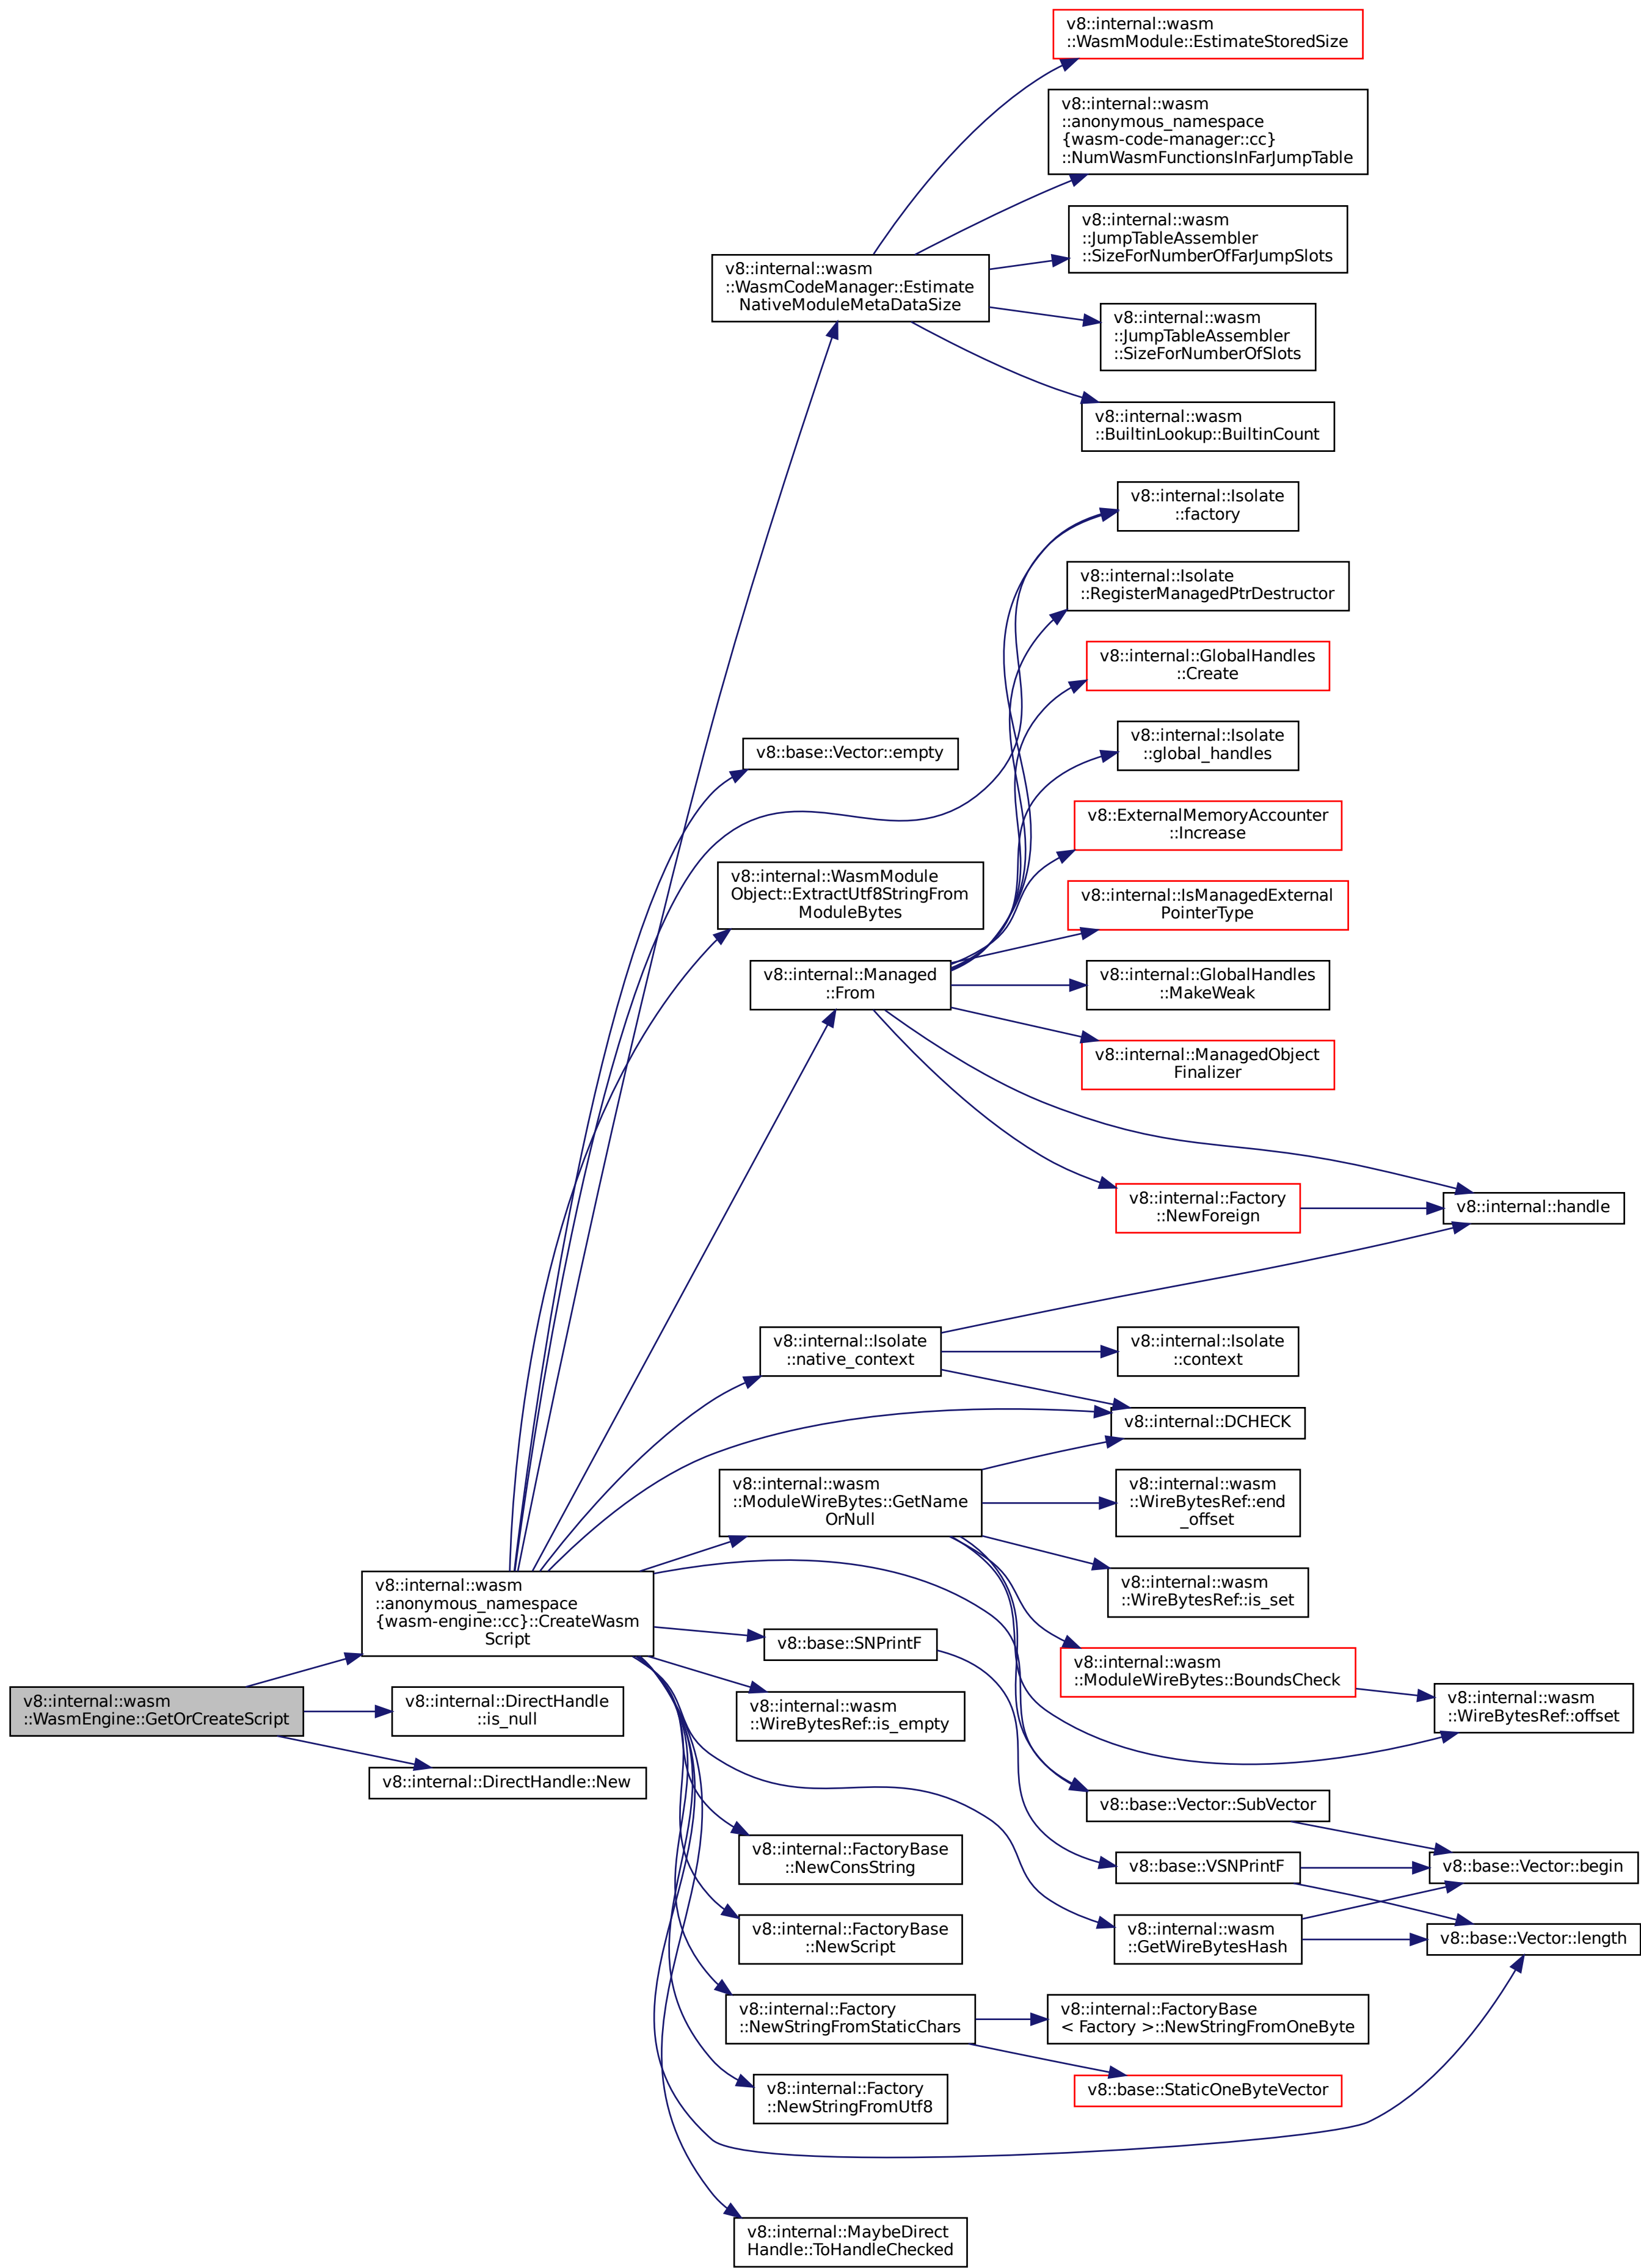 v8::internal::wasm
::WasmModule::EstimateStoredSize
v8::internal::wasm
::anonymous_namespace
{wasm-code-manager::cc}
::NumWasmFunctionsInFarJumpTable
v8::internal::wasm
::JumpTableAssembler
::SizeForNumberOfFarJumpSlots
v8::internal::wasm
::WasmCodeManager::Estimate
NativeModuleMetaDataSize
v8::internal::wasm
::JumpTableAssembler
::SizeForNumberOfSlots
v8::internal::wasm
::BuiltinLookup::BuiltinCount
v8::internal::Isolate
::factory
v8::internal::Isolate
::RegisterManagedPtrDestructor
v8::internal::GlobalHandles
::Create
v8::internal::Isolate
::global_handles
v8::base::Vector::empty
v8::ExternalMemoryAccounter
::Increase
v8::internal::WasmModule
Object::ExtractUtf8StringFrom
ModuleBytes
v8::internal::IsManagedExternal
PointerType
v8::internal::Managed
::From
v8::internal::GlobalHandles
::MakeWeak
v8::internal::ManagedObject
Finalizer
v8::internal::Factory
::NewForeign
v8::internal::handle
v8::internal::Isolate
::native_context
v8::internal::Isolate
::context
v8::internal::DCHECK
v8::internal::wasm
::ModuleWireBytes::GetName
OrNull
v8::internal::wasm
::WireBytesRef::end
_offset
v8::internal::wasm
::WireBytesRef::is_set
v8::internal::wasm
::anonymous_namespace
{wasm-engine::cc}::CreateWasm
Script
v8::base::SNPrintF
v8::internal::wasm
::ModuleWireBytes::BoundsCheck
v8::internal::wasm
::WasmEngine::GetOrCreateScript
v8::internal::DirectHandle
::is_null
v8::internal::wasm
::WireBytesRef::is_empty
v8::internal::wasm
::WireBytesRef::offset
v8::internal::DirectHandle::New
v8::base::Vector::SubVector
v8::internal::FactoryBase
::NewConsString
v8::base::VSNPrintF
v8::base::Vector::begin
v8::internal::FactoryBase
::NewScript
v8::internal::wasm
::GetWireBytesHash
v8::base::Vector::length
v8::internal::Factory
::NewStringFromStaticChars
v8::internal::FactoryBase
< Factory >::NewStringFromOneByte
v8::internal::Factory
::NewStringFromUtf8
v8::base::StaticOneByteVector
v8::internal::MaybeDirect
Handle::ToHandleChecked